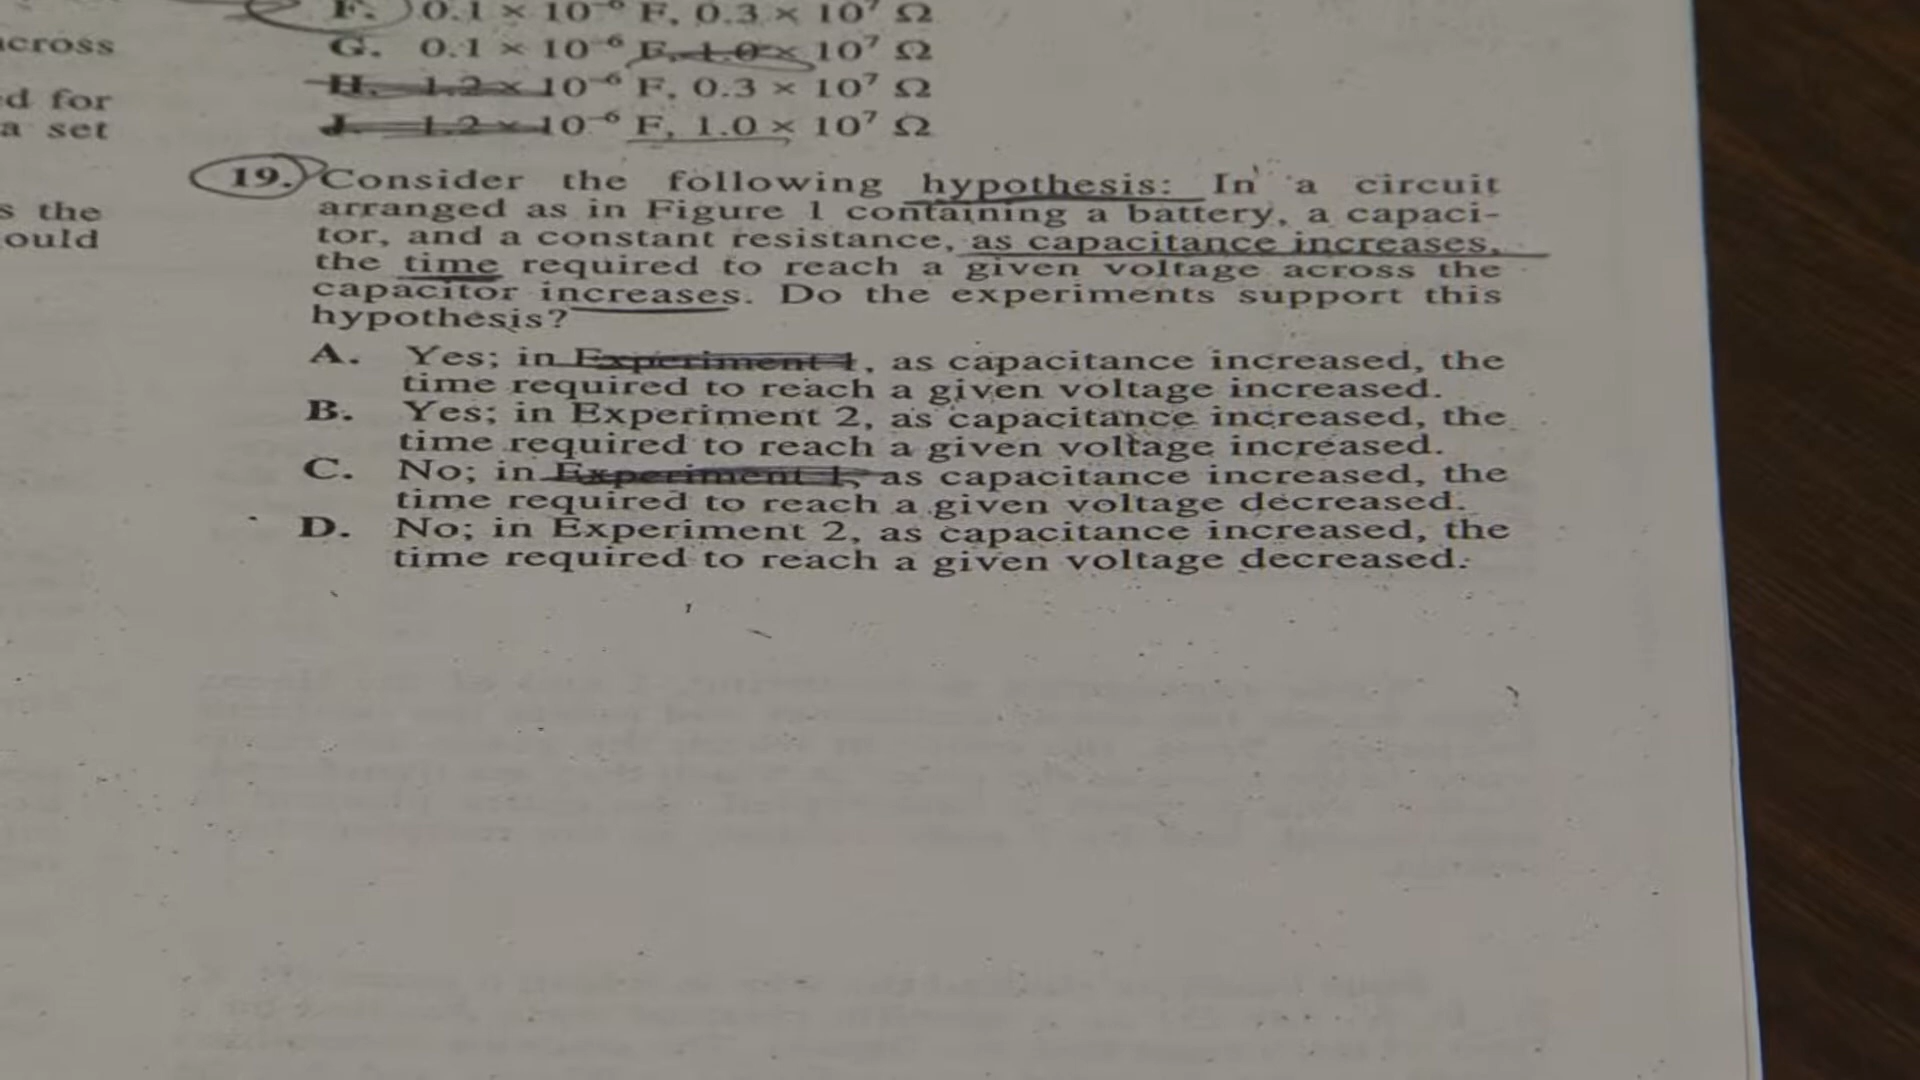 F. 0.1 × 10⁻⁶ F, 0.3 × 10⁷ Ω
across
G. 0.1 × 10⁻⁶ F, 1.0 × 10⁷ Ω
H. 1.2 × 10⁻⁶ F, 0.3 × 10⁷ Ω
for
J. 1.2 × 10⁻⁶ F, 1.0 × 10⁷ Ω
a set
19. Consider the following hypothesis: In a circuit
arranged as in Figure 1 containing a battery, a capaci-
s the
tor, and a constant resistance, as capacitance increases,
ould
the time required to reach a given voltage across the
capacitor increases. Do the experiments support this
hypothesis?
A. Yes; in Experiment 1, as capacitance increased, the
time required to reach a given voltage increased.
B. Yes; in Experiment 2, as capacitance increased, the
time required to reach a given voltage increased.
C. No; in Experiment 1, as capacitance increased, the
time required to reach a given voltage decreased.
D. No; in Experiment 2, as capacitance increased, the
time required to reach a given voltage decreased.